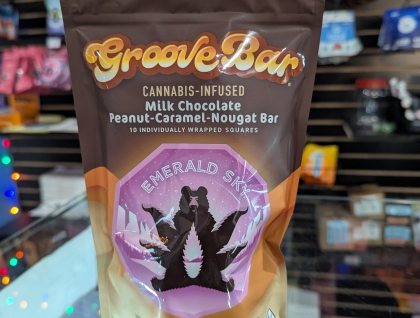 GrooveBar
CANNABIS-INFUSED
Milk Chocolate
Peanut-Caramel-Nougat Bar
10 INDIVIDUALLY WRAPPED SQUARES
EMERALD SKY